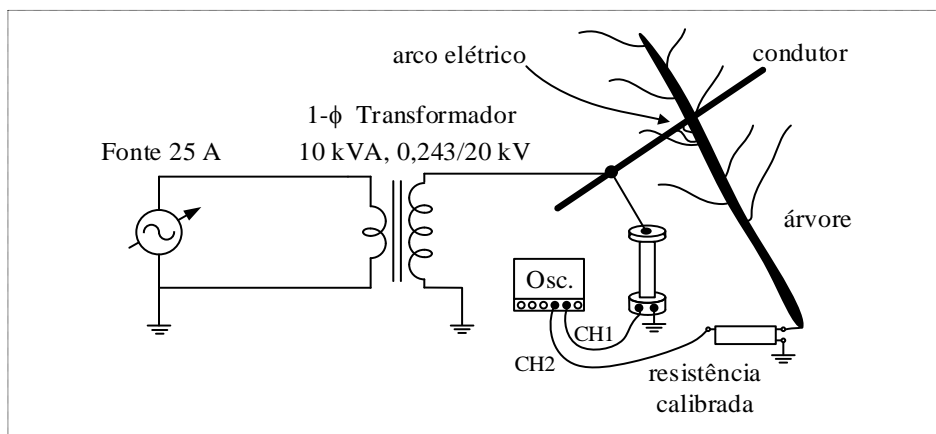 arco elétrico
condutor
1-ϕ Transformador
10 kVA, 0,243/20 kV
Fonte 25 A
árvore
Osc.
CH1
CH2
resistência
calibrada